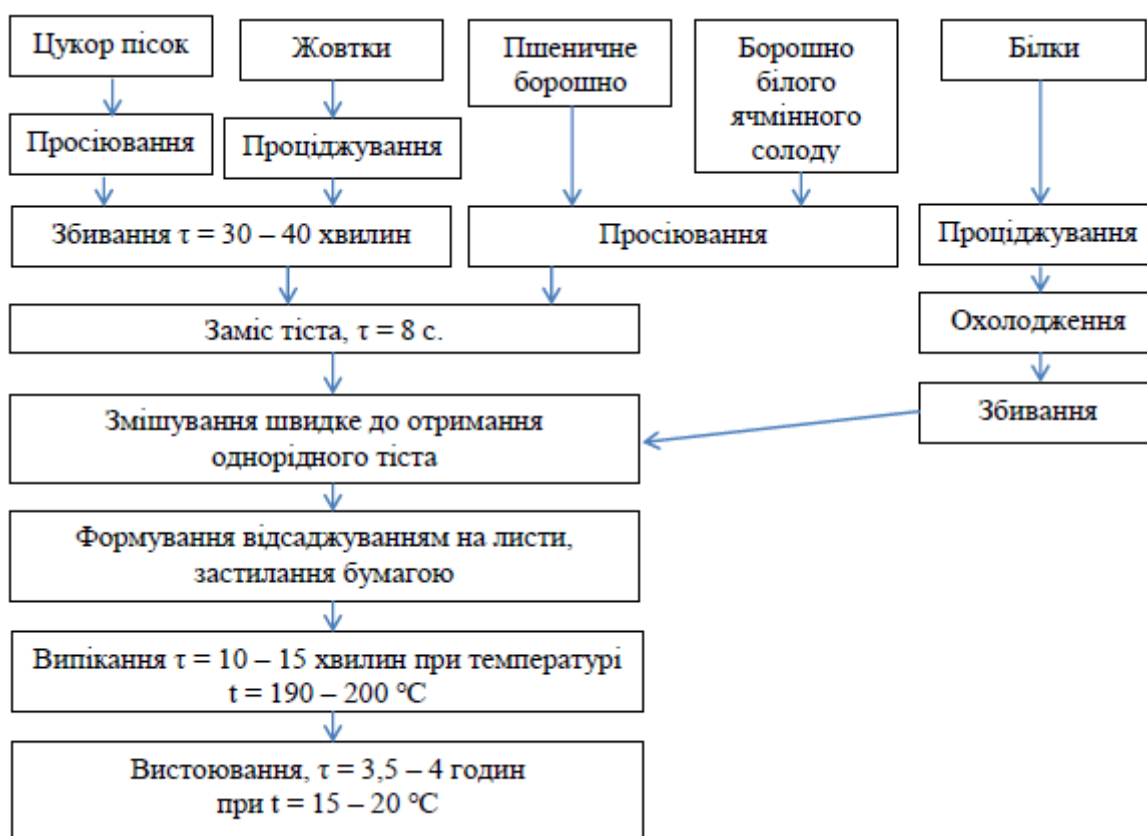 Цукор пісок
Жовтки
Пшеничне
борошно
Борошно
білого
ячмінного
солоду
Білки
Просіювання
Проціджування
Збивання τ = 30 – 40 хвилин
Просіювання
Проціджування
Заміс тіста, τ = 8 с.
Охолодження
Збивання
Змішування швидке до отримання
однорідного тіста
Формування відсаджуванням на листи,
застилання бумагою
Випікання τ = 10 – 15 хвилин при температурі
t = 190 – 200 °С
Вистоювання, τ = 3,5 – 4 годин
при t = 15 – 20 °С